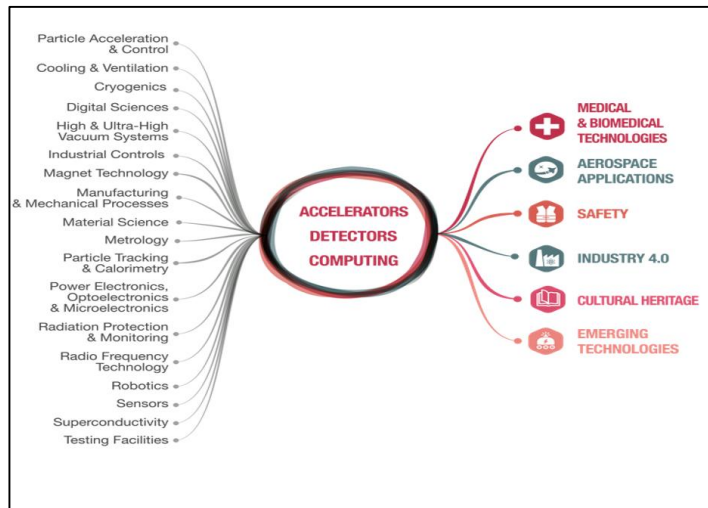 Particle Acceleration
& Control
Cooling & Ventilation
Cryogenics
Digital Sciences
High & Ultra-High
Vacuum Systems
Industrial Controls
Magnet Technology
Manufacturing
& Mechanical Processes
Material Science
Metrology
Particle Tracking
& Calorimetry
Power Electronics,
Optoelectronics
& Microelectronics
Radiation Protection
& Monitoring
Radio Frequency
Technology
Robotics
Sensors
Superconductivity
Testing Facilities
ACCELERATORS
DETECTORS
COMPUTING
MEDICAL
& BIOMEDICAL
TECHNOLOGIES
AEROSPACE
APPLICATIONS
SAFETY
INDUSTRY 4.0
CULTURAL HERITAGE
EMERGING
TECHNOLOGIES